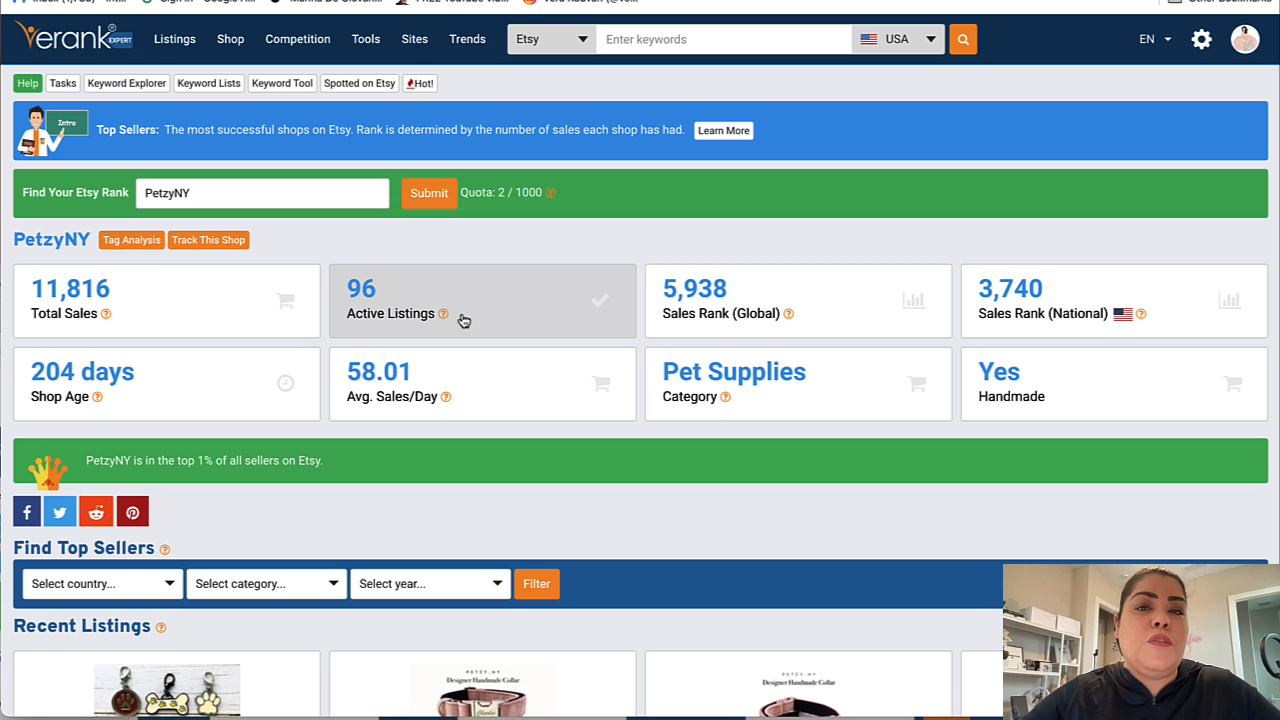 erank
EXPERT
Listings
Shop
Competition
Tools
Sites
Trends
Etsy
Enter keywords
USA
EN
Help
Tasks
Keyword Explorer
Keyword Lists
Keyword Tool
Spotted on Etsy
Hot!
Intro
Top Sellers: The most successful shops on Etsy. Rank is determined by the number of sales each shop has had.
Learn More
Find Your Etsy Rank
PetzyNY
Submit
Quota: 2 / 1000
PetzyNY
Tag Analysis
Track This Shop
11,816
Total Sales
96
Active Listings
5,938
Sales Rank (Global)
3,740
Sales Rank (National)
204 days
Shop Age
58.01
Avg. Sales/Day
Pet Supplies
Category
Yes
Handmade
PetzyNY is in the top 1% of all sellers on Etsy.
Find Top Sellers
Select country...
Select category...
Select year...
Filter
Recent Listings
PETZY.NY
Designer Handmade Collar
PETZY.NY
Designer Handmade Collar